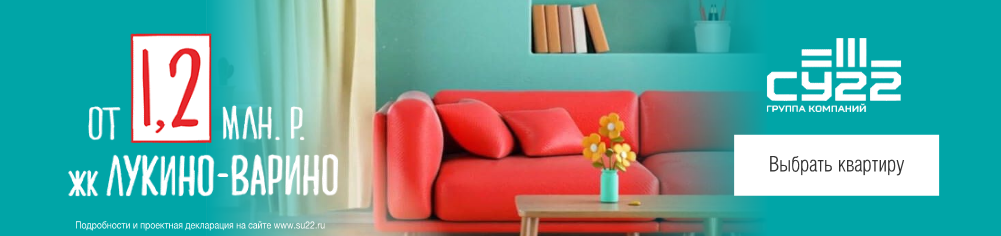 ОТ 1,2 МЛН. Р.
ЖК ЛУКИНО-ВАРИНО
Подробности и проектная декларация на сайте www.su22.ru
СУ22
ГРУППА КОМПАНИЙ
Выбрать квартиру